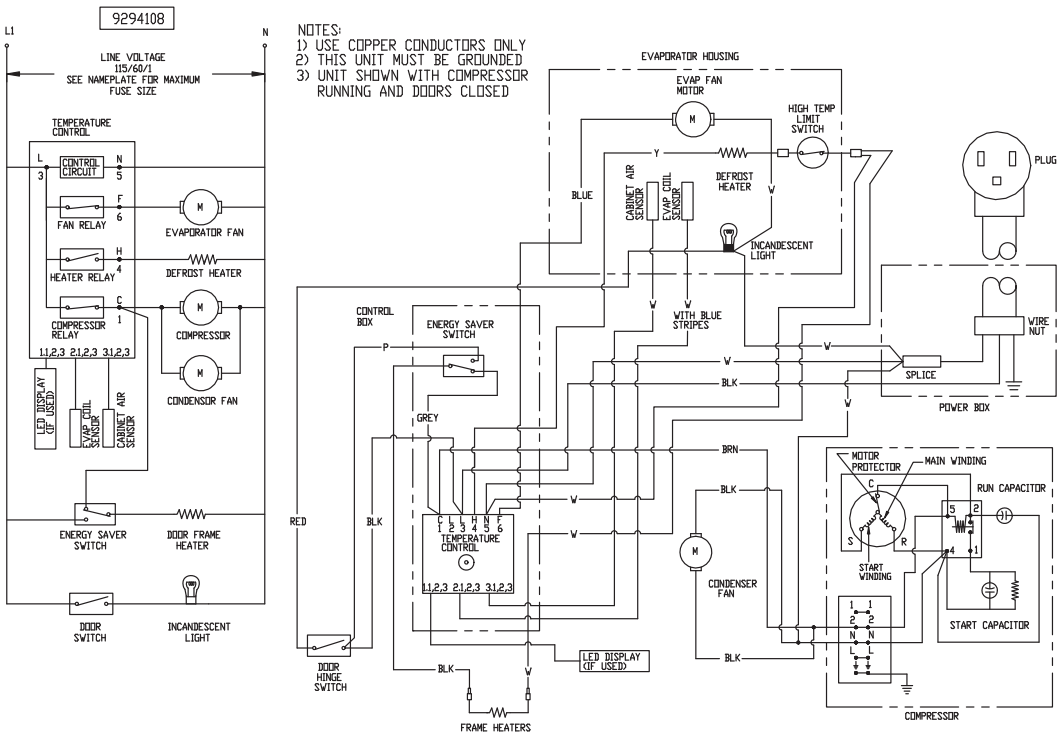 9294108
L1
N
LINE VOLTAGE
115/60/1
SEE NAMEPLATE FOR MAXIMUM
FUSE SIZE
NOTES:
1) USE COPPER CONDUCTORS ONLY
2) THIS UNIT MUST BE GROUNDED
3) UNIT SHOWN WITH COMPRESSOR
RUNNING AND DOORS CLOSED
TEMPERATURE
CONTROL
L
3
CONTROL
CIRCUIT
N
5
FAN RELAY
F
6
M
EVAPORATOR FAN
HEATER RELAY
H
4
DEFROST HEATER
COMPRESSOR
RELAY
C
1
M
COMPRESSOR
M
CONDENSOR FAN
1.1,2,3 2.1,2,3 3.1,2,3
LED DISPLAY
(IF USED)
EVAP COIL
SENSOR
CABINET AIR
SENSOR
ENERGY SAVER
SWITCH
DOOR FRAME
HEATER
DOOR
SWITCH
INCANDESCENT
LIGHT
EVAPORATOR HOUSING
EVAP FAN
MOTOR
M
HIGH TEMP
LIMIT
SWITCH
Y
DEFROST
HEATER
W
BLUE
CABINET AIR
SENSOR
EVAP COIL
SENSOR
INCANDESCENT
LIGHT
W
W
WITH BLUE
STRIPES
PLUG
WIRE
NUT
SPLICE
POWER BOX
W
W
BLK
W
CONTROL
BOX
ENERGY SAVER
SWITCH
P
GREY
BRN
BLK
W
W
RED
BLK
C L L H N F
1 2 3 4 5 6
TEMPERATURE
CONTROL
1.1,2,3 2.1,2,3 3.1,2,3
M
CONDENSER
FAN
BLK
LED DISPLAY
(IF USED)
DOOR
HINGE
SWITCH
BLK
W
FRAME HEATERS
MOTOR
PROTECTOR
MAIN WINDING
C
S
R
START
WINDING
RUN CAPACITOR
5
2
4
1
START CAPACITOR
1 1
2 2
N N
L L
COMPRESSOR